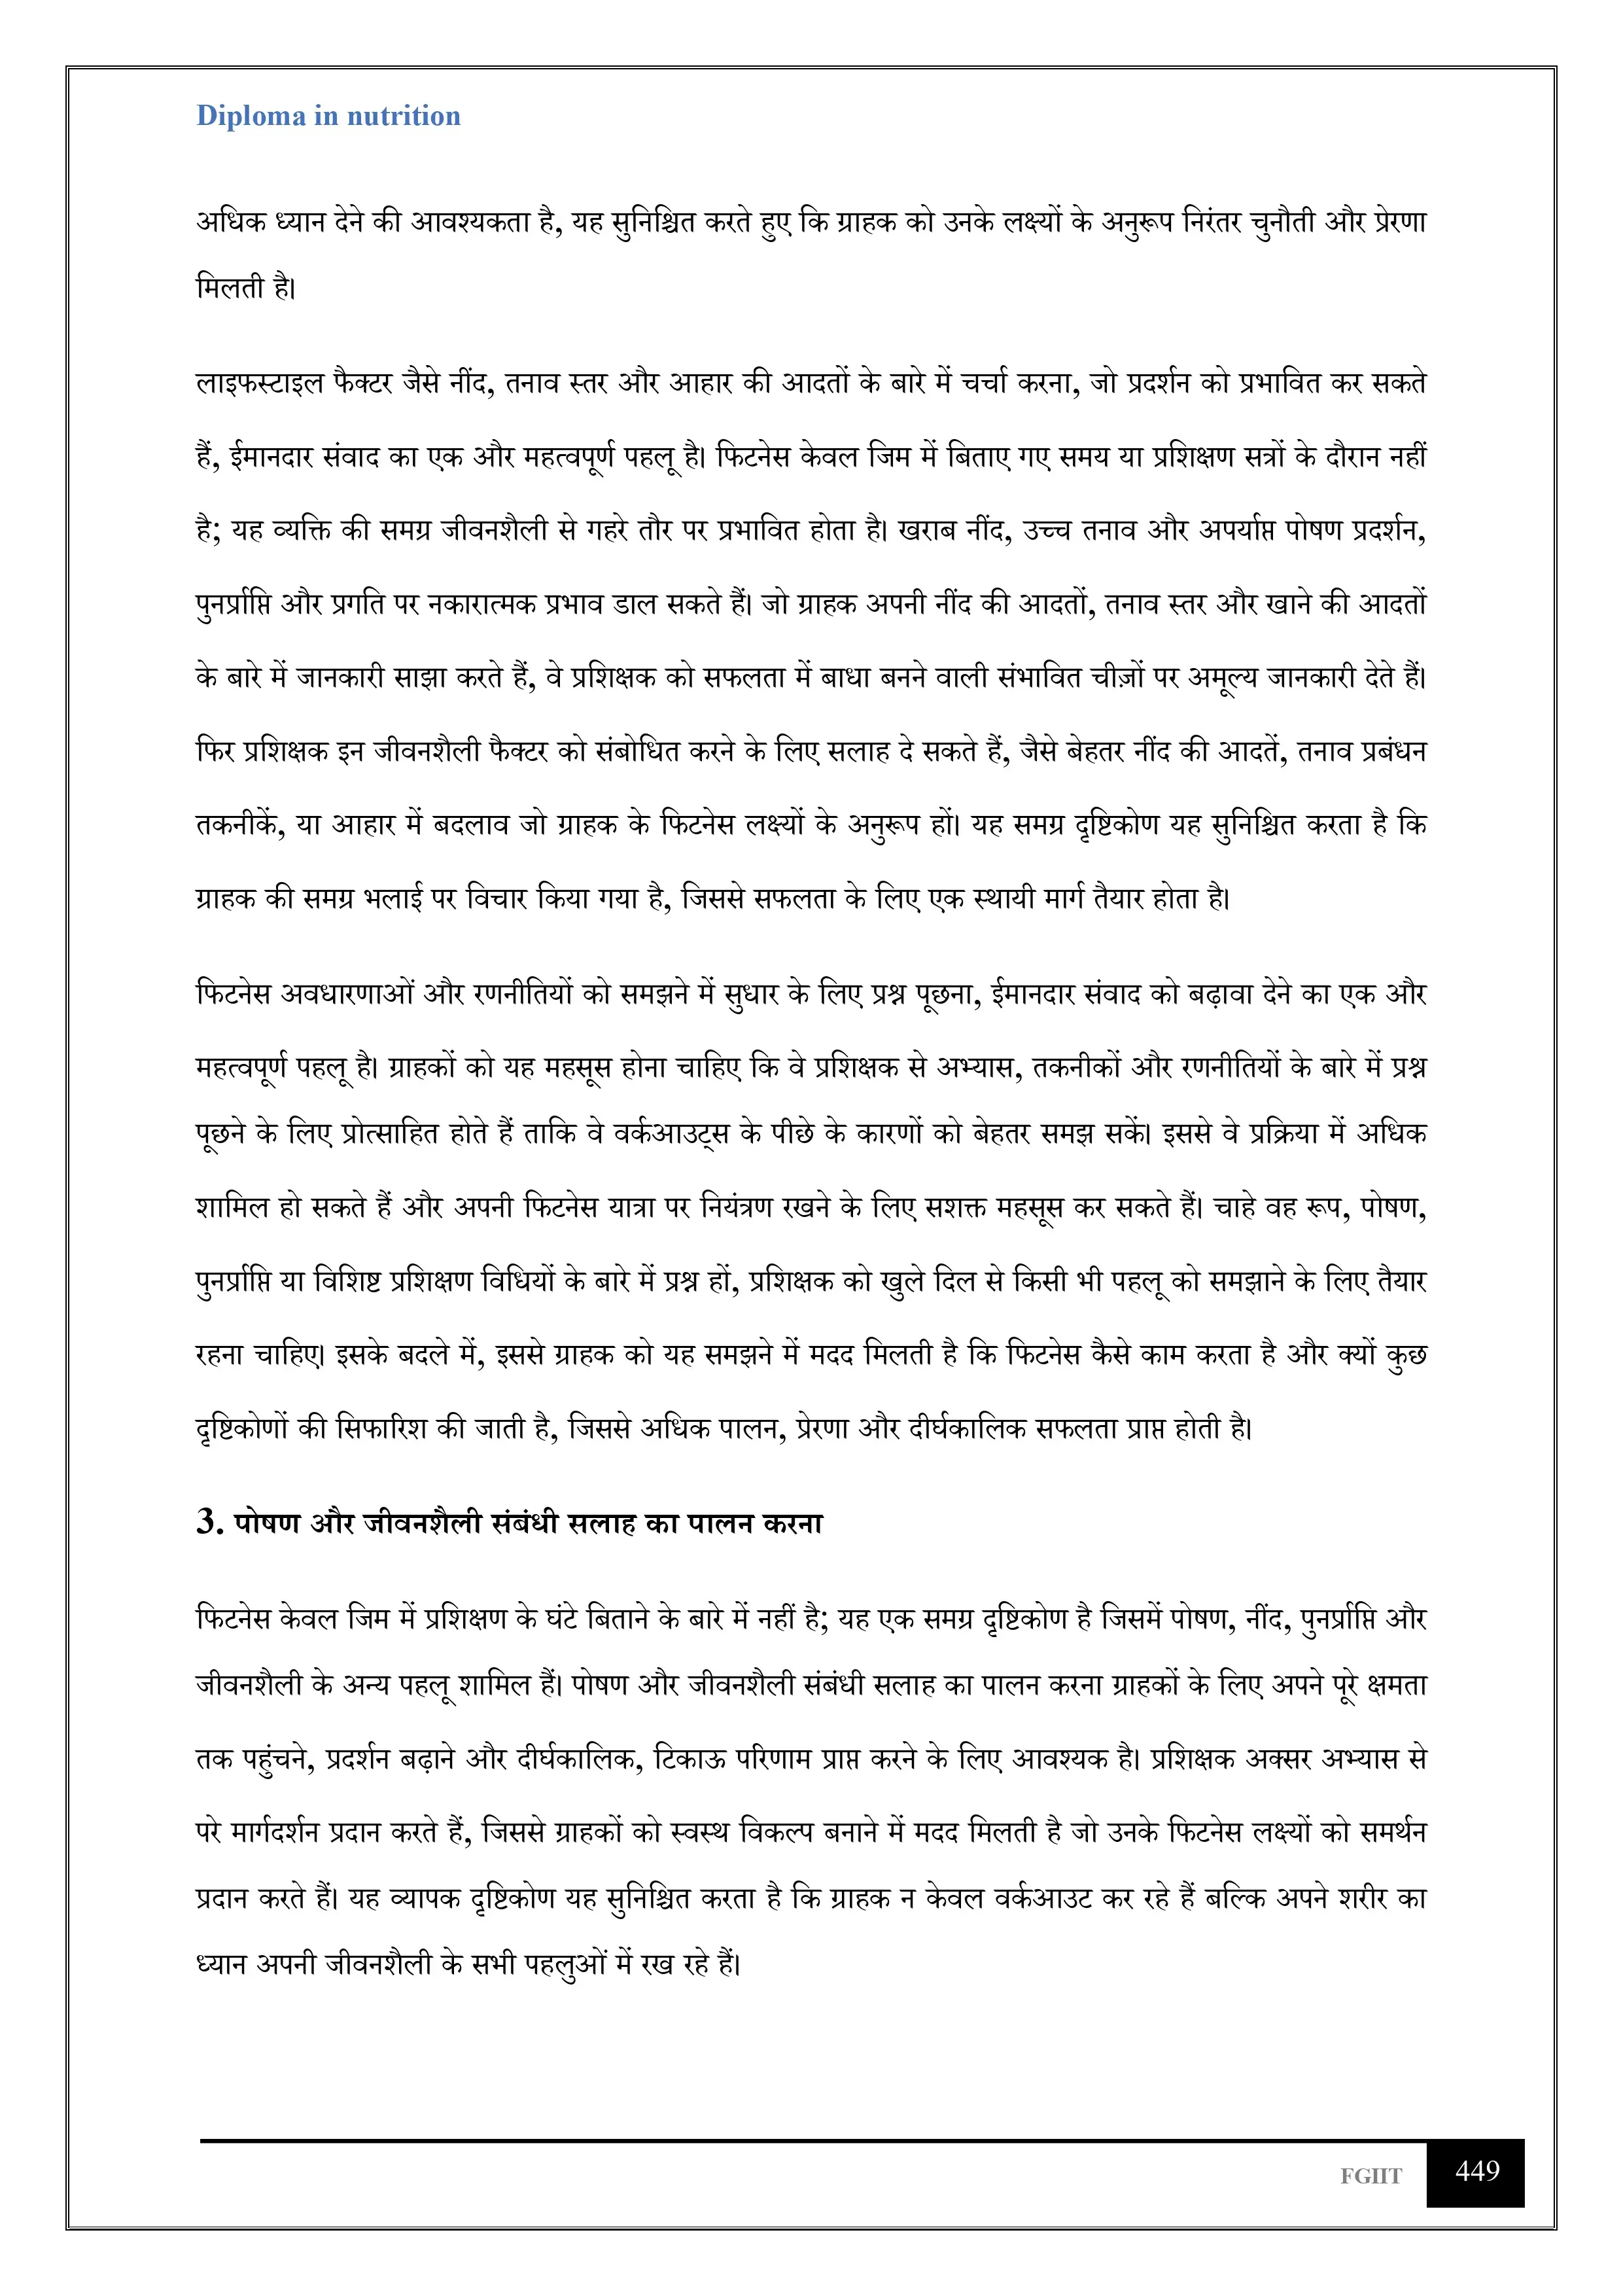 Diploma in nutrition
अधिक ध्यान देने की आवश्यकता है, यह सुनिश्चित करते हुए कि ग्राहक को उनके लक्ष्यों के अनुरूप निरंतर चुनौती और प्रेरणा
मिलती है।
लाइफस्टाइल फैक्टर जैसे नींद, तनाव स्तर और आहार की आदतों के बारे में चर्चा करना, जो प्रदर्शन को प्रभावित कर सकते
हैं, ईमानदार संवाद का एक और महत्वपूर्ण पहलू है। फिटनेस केवल जिम में बिताए गए समय या प्रशिक्षण सत्रों के दौरान नहीं
है; यह व्यक्ति की समग्र जीवनशैली से गहरे तौर पर प्रभावित होता है। खराब नींद, उच्च तनाव और अपर्याप्त पोषण प्रदर्शन,
पुनर्प्राप्ति और प्रगति पर नकारात्मक प्रभाव डाल सकते हैं। जो ग्राहक अपनी नींद की आदतों, तनाव स्तर और खाने की आदतों
के बारे में जानकारी साझा करते हैं, वे प्रशिक्षक को सफलता में बाधा बनने वाली संभावित चीज़ों पर अमूल्य जानकारी देते हैं।
फिर प्रशिक्षक इन जीवनशैली फैक्टर को संबोधित करने के लिए सलाह दे सकते हैं, जैसे बेहतर नींद की आदतें, तनाव प्रबंधन
तकनीकें, या आहार में बदलाव जो ग्राहक के फिटनेस लक्ष्यों के अनुरूप हों। यह समग्र दृष्टिकोण यह सुनिश्चित करता है कि
ग्राहक की समग्र भलाई पर विचार किया गया है, जिससे सफलता के लिए एक स्थायी मार्ग तैयार होता है।
फिटनेस अवधारणाओं और रणनीतियों को समझने में सुधार के लिए प्रश्न पूछना, ईमानदार संवाद को बढ़ावा देने का एक और
महत्वपूर्ण पहलू है। ग्राहकों को यह महसूस होना चाहिए कि वे प्रशिक्षक से अभ्यास, तकनीकों और रणनीतियों के बारे में प्रश्न
पूछने के लिए प्रोत्साहित होते हैं ताकि वे वर्कआउट्स के पीछे के कारणों को बेहतर समझ सकें। इससे वे प्रक्रिया में अधिक
शामिल हो सकते हैं और अपनी फिटनेस यात्रा पर नियंत्रण रखने के लिए सशक्त महसूस कर सकते हैं। चाहे वह रूप, पोषण,
पुनर्प्राप्ति या विशिष्ट प्रशिक्षण विधियों के बारे में प्रश्न हों, प्रशिक्षक को खुले दिल से किसी भी पहलू को समझाने के लिए तैयार
रहना चाहिए। इसके बदले में, इससे ग्राहक को यह समझने में मदद मिलती है कि फिटनेस कैसे काम करता है और क्यों कुछ
दृष्टिकोणों की सिफारिश की जाती है, जिससे अधिक पालन, प्रेरणा और दीर्घकालिक सफलता प्राप्त होती है।
3. पोषण और जीवनशैली संबंधी सलाह का पालन करना
फिटनेस केवल जिम में प्रशिक्षण के घंटे बिताने के बारे में नहीं है; यह एक समग्र दृष्टिकोण है जिसमें पोषण, नींद, पुनर्प्राप्ति और
जीवनशैली के अन्य पहलू शामिल हैं। पोषण और जीवनशैली संबंधी सलाह का पालन करना ग्राहकों के लिए अपने पूरे क्षमता
तक पहुंचने, प्रदर्शन बढ़ाने और दीर्घकालिक, टिकाऊ परिणाम प्राप्त करने के लिए आवश्यक है। प्रशिक्षक अक्सर अभ्यास से
परे मार्गदर्शन प्रदान करते हैं, जिससे ग्राहकों को स्वस्थ विकल्प बनाने में मदद मिलती है जो उनके फिटनेस लक्ष्यों को समर्थन
प्रदान करते हैं। यह व्यापक दृष्टिकोण यह सुनिश्चित करता है कि ग्राहक न केवल वर्कआउट कर रहे हैं बल्कि अपने शरीर का
ध्यान अपनी जीवनशैली के सभी पहलुओं में रख रहे हैं।
FGIIT 449